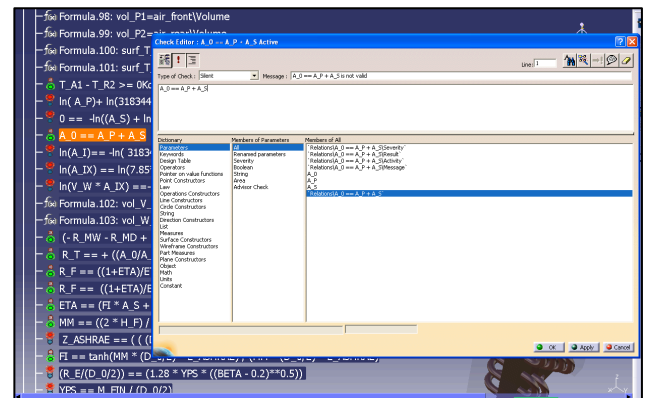 Formula.98: vol_P1=air_front\Volume
Formula.99: vol_P2=air_rear\Volume
Formula.100: surf_T
Formula.101: surf_T
T_A1 - T_R2 >= 0Kd
ln( A_P)+ ln(318344
0 == -ln((A_S) + ln
A_0 == A_P + A_S
ln(A_I)== -ln( 3183
ln(A_IX) == ln(7.85
ln(V_W * A_IX) ==-
Formula.102: vol_V_
Formula.103: vol_W
(- R_MW - R_MD +
R_T == + ((A_0/A_
R_F == ((1+ETA)/E
R_F == ((1+ETA)/E
ETA == (FI * A_S +
MM == ((2 * H_F) /
Z_ASHRAE == ( ( ((
FI == tanh(MM * (D_0/2)
(R_E/(D_0/2)) == (1.28 * YPS * ((BETA - 0.2)**0.5))
YPS == M_FIN / (D_0/2)
Check Editor : A_0 == A_P + A_S Active
Line: 1
Type of Check : Silent
Message : A_0 == A_P + A_S is not valid
A_0 == A_P + A_S
Dictionary
Parameters
Keywords
Design Table
Operators
Pointer on value functions
Point Constructors
Law
Operations Constructors
Line Constructors
Circle Constructors
String
Direction Constructors
List
Measures
Surface Constructors
Wireframe Constructors
Part Measures
Plane Constructors
Object
Math
Units
Constant
Members of Parameters
All
Renamed parameters
Severity
Boolean
String
Area
Advisor Check
Members of All
`Relations\A_0 == A_P + A_S\Severity`
`Relations\A_0 == A_P + A_S\Result`
`Relations\A_0 == A_P + A_S\Activity`
`Relations\A_0 == A_P + A_S\Message`
A_0
A_P
A_S
`Relations\A_0 == A_P + A_S`
OK
Apply
Cancel